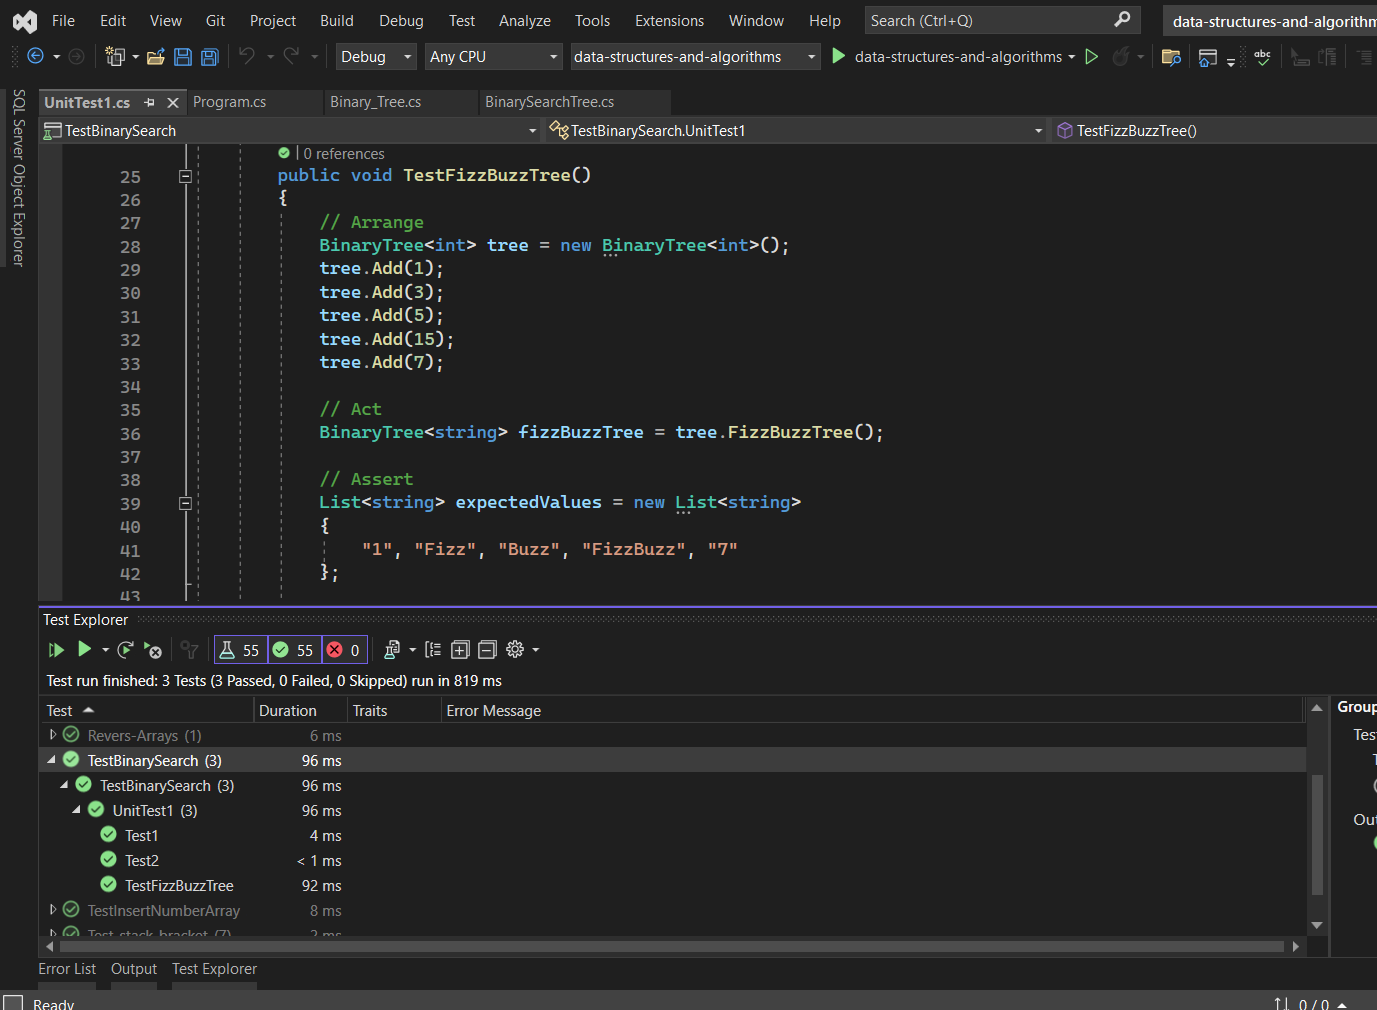 File Edit View Git Project Build Debug Test Analyze Tools Extensions Window Help Search (Ctrl+Q) data-structures-and-algorithm
Debug Any CPU data-structures-and-algorithms data-structures-and-algorithms abc
SQL Server Object Explorer
UnitTest1.cs Program.cs Binary_Tree.cs BinarySearchTree.cs
TestBinarySearch TestBinarySearch.UnitTest1 TestFizzBuzzTree()
0 references
25 public void TestFizzBuzzTree()
26 {
27 // Arrange
28 BinaryTree<int> tree = new BinaryTree<int>();
29 tree.Add(1);
30 tree.Add(3);
31 tree.Add(5);
32 tree.Add(15);
33 tree.Add(7);
34
35 // Act
36 BinaryTree<string> fizzBuzzTree = tree.FizzBuzzTree();
37
38 // Assert
39 List<string> expectedValues = new List<string>
40 {
41 "1", "Fizz", "Buzz", "FizzBuzz", "7"
42 };
43
Test Explorer
55 55 0
Test run finished: 3 Tests (3 Passed, 0 Failed, 0 Skipped) run in 819 ms
Test Duration Traits Error Message Group
Revers-Arrays (1) 6 ms Tes
TestBinarySearch (3) 96 ms
TestBinarySearch (3) 96 ms
UnitTest1 (3) 96 ms Out
Test1 4 ms
Test2 < 1 ms
TestFizzBuzzTree 92 ms
TestInsertNumberArray 8 ms
Test_stack_bracket (7) 2 ms
Error List Output Test Explorer
Ready 0 / 0